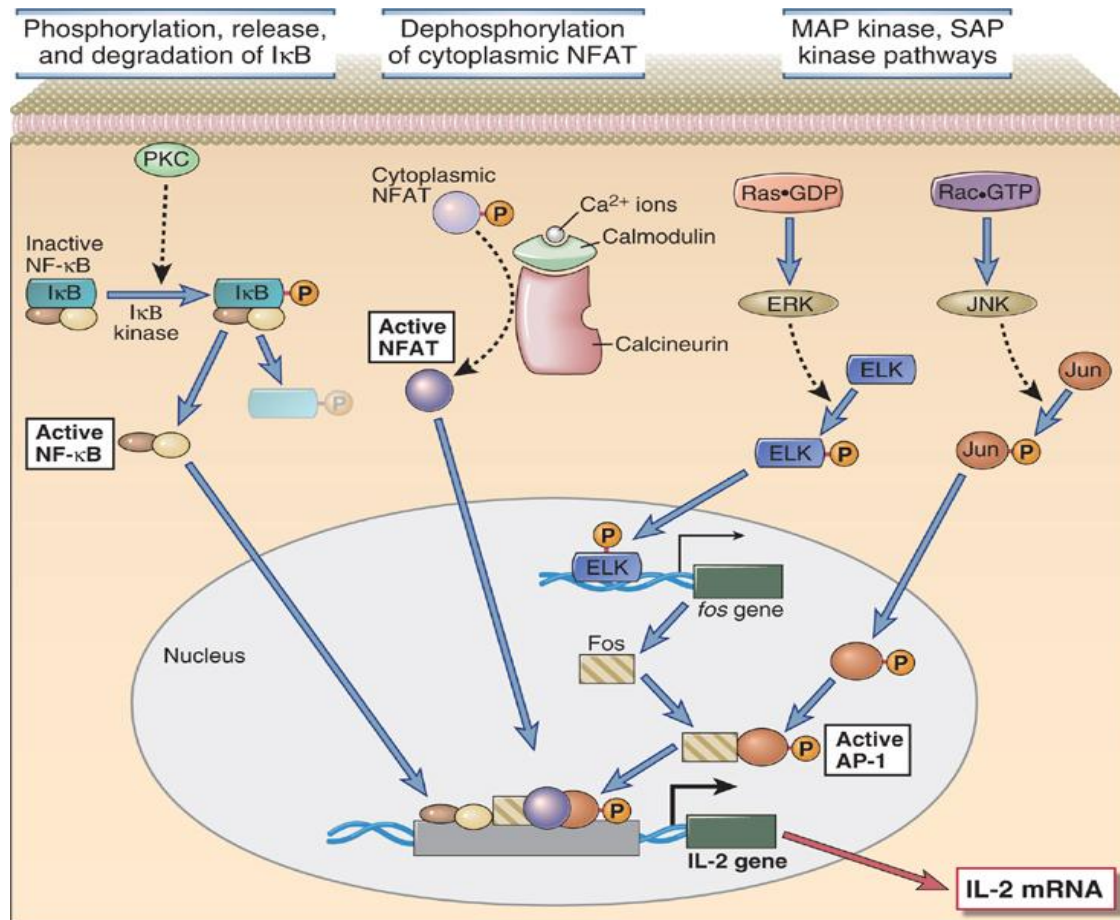 Phosphorylation, release,
and degradation of IκB
Dephosphorylation
of cytoplasmic NFAT
MAP kinase, SAP
kinase pathways
PKC
Inactive
NF-κB
IκB
IκB
kinase
IκB
P
P
Active
NF-κB
Cytoplasmic
NFAT
P
Ca²⁺ ions
Calmodulin
Calcineurin
Active
NFAT
Ras•GDP
ERK
ELK
ELK
P
Rac•GTP
JNK
Jun
Jun
P
Nucleus
P
ELK
fos gene
Fos
P
P
Active
AP-1
P
IL-2 gene
IL-2 mRNA